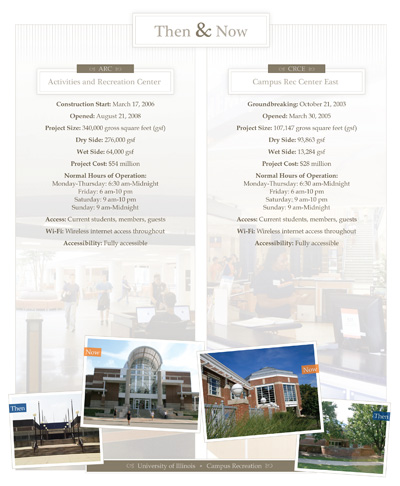 Then & Now
ARC
Activities and Recreation Center
Construction Start: March 17, 2006
Opened: August 21, 2008
Project Size: 340,000 gross square feet (gsf)
Dry Side: 276,000 gsf
Wet Side: 64,000 gsf
Project Cost: $54 million
Normal Hours of Operation:
Monday-Thursday: 6:30 am-Midnight
Friday: 6 am-10 pm
Saturday: 9 am-10 pm
Sunday: 9 am-Midnight
Access: Current students, members, guests
Wi-Fi: Wireless internet access throughout
Accessibility: Fully accessible
CRCE
Campus Rec Center East
Groundbreaking: October 21, 2003
Opened: March 30, 2005
Project Size: 107,147 gross square feet (gsf)
Dry Side: 93,863 gsf
Wet Side: 13,284 gsf
Project Cost: $28 million
Normal Hours of Operation:
Monday-Thursday: 6:30 am-Midnight
Friday: 6 am-10 pm
Saturday: 9 am-10 pm
Sunday: 9 am-Midnight
Access: Current students, members, guests
Wi-Fi: Wireless internet access throughout
Accessibility: Fully accessible
Now
Now
Then
Then
University of Illinois • Campus Recreation